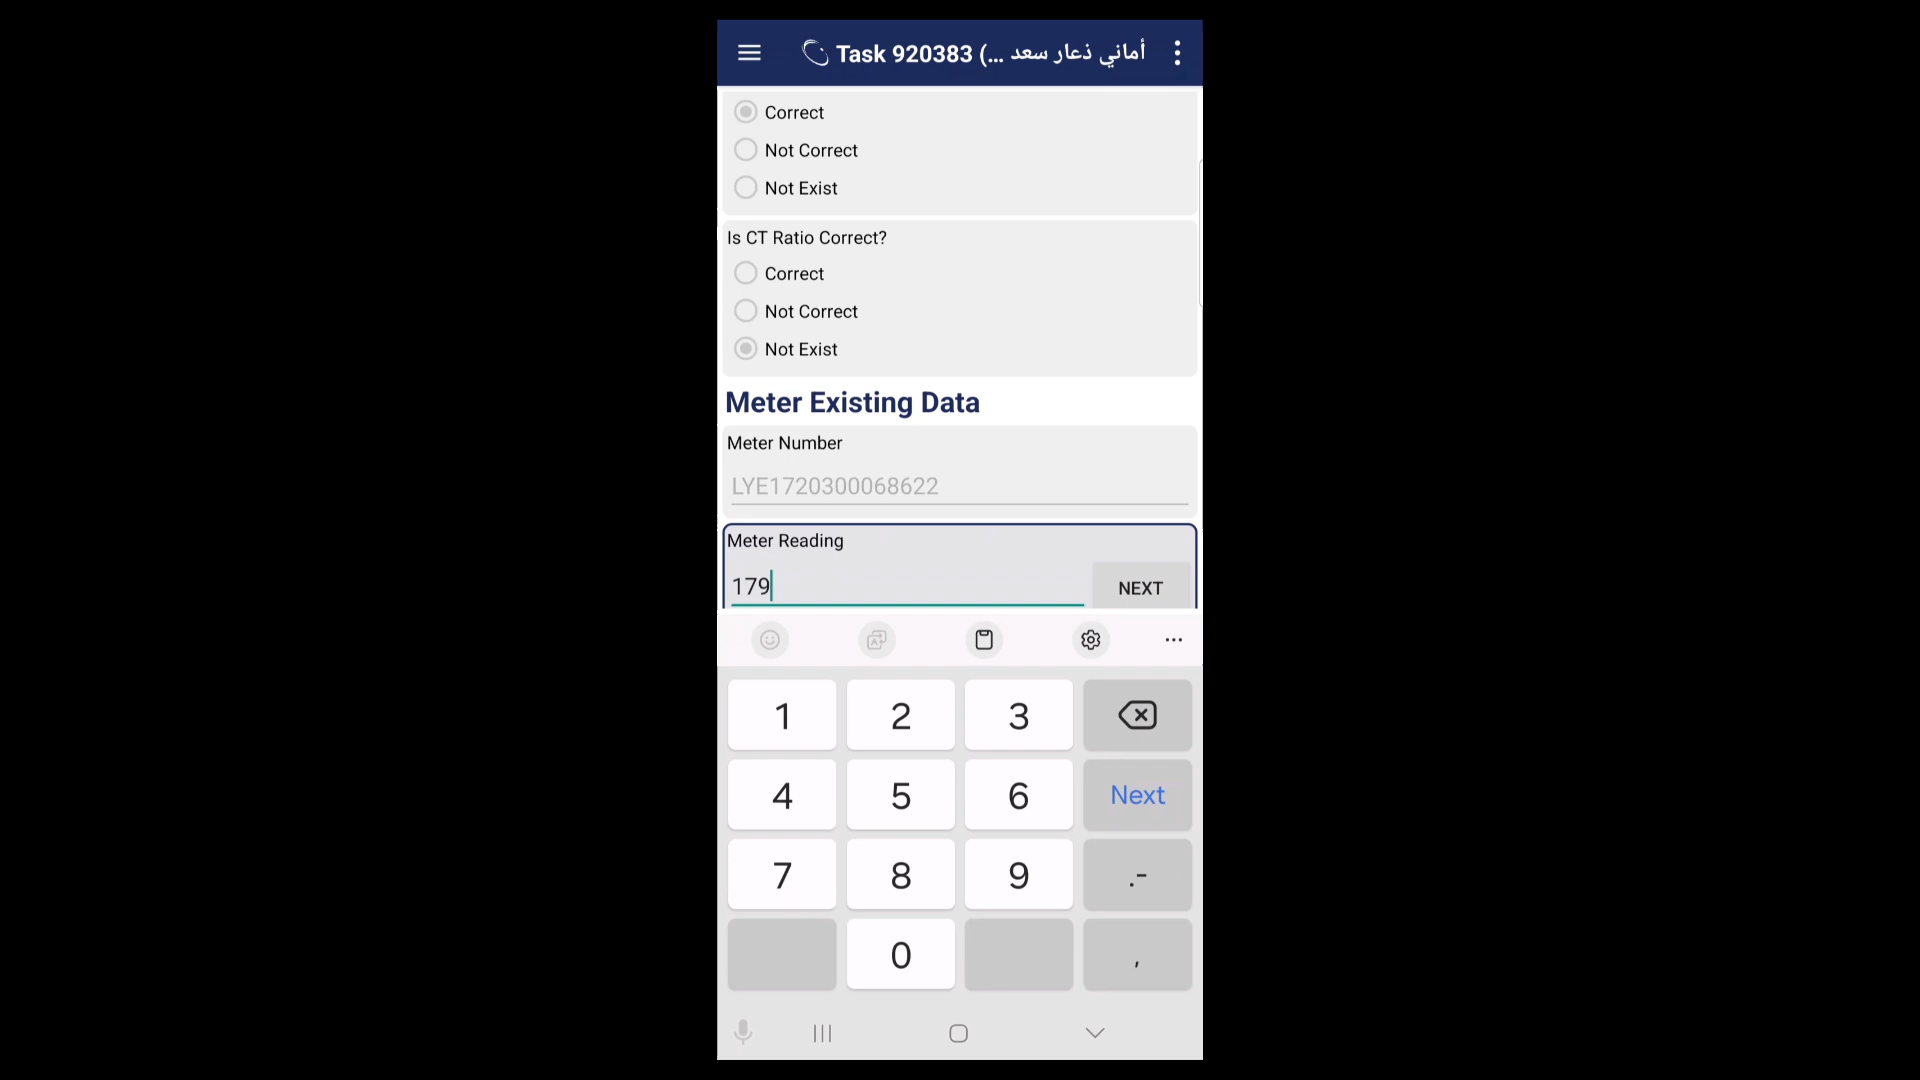 Task 920383 (... أماني ذعار سعد
Correct
Not Correct
Not Exist
Is CT Ratio Correct?
Correct
Not Correct
Not Exist
Meter Existing Data
Meter Number
LYE1720300068622
Meter Reading
179
NEXT
1 2 3
4 5 6 Next
7 8 9 .-
0 ,